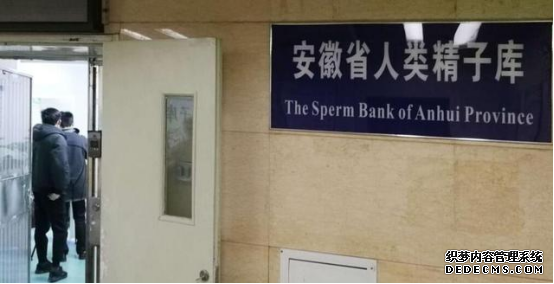 安徽省人类精子库
The Sperm Bank of Anhui Province
织梦内容管理系统
DEDECMS.COM